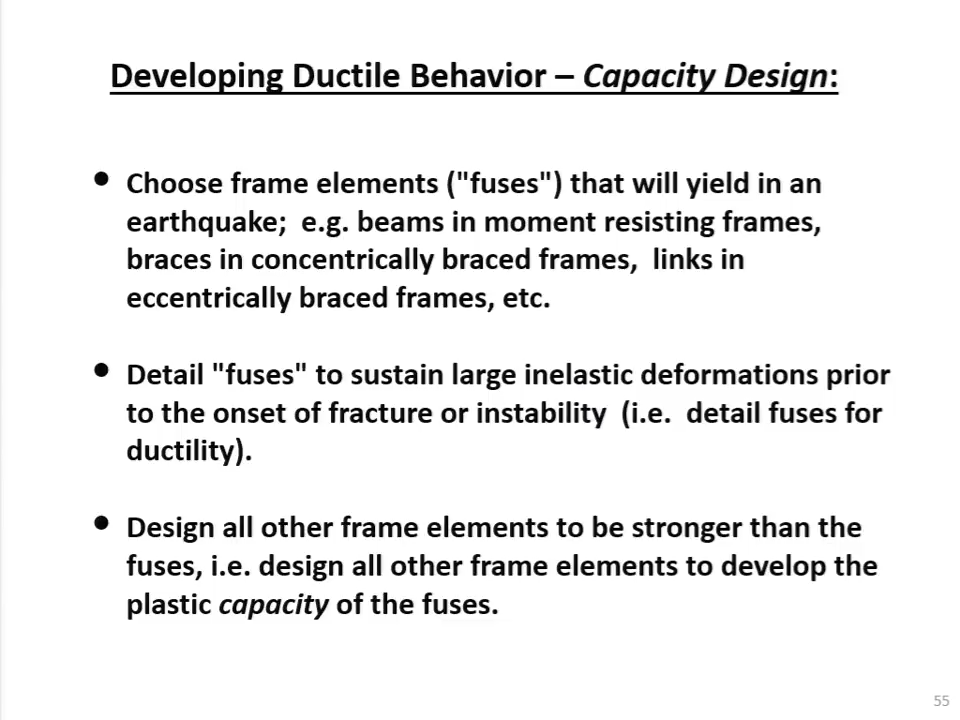 Developing Ductile Behavior – Capacity Design:
• Choose frame elements ("fuses") that will yield in an
earthquake; e.g. beams in moment resisting frames,
braces in concentrically braced frames, links in
eccentrically braced frames, etc.
• Detail "fuses" to sustain large inelastic deformations prior
to the onset of fracture or instability (i.e. detail fuses for
ductility).
• Design all other frame elements to be stronger than the
fuses, i.e. design all other frame elements to develop the
plastic capacity of the fuses.
55